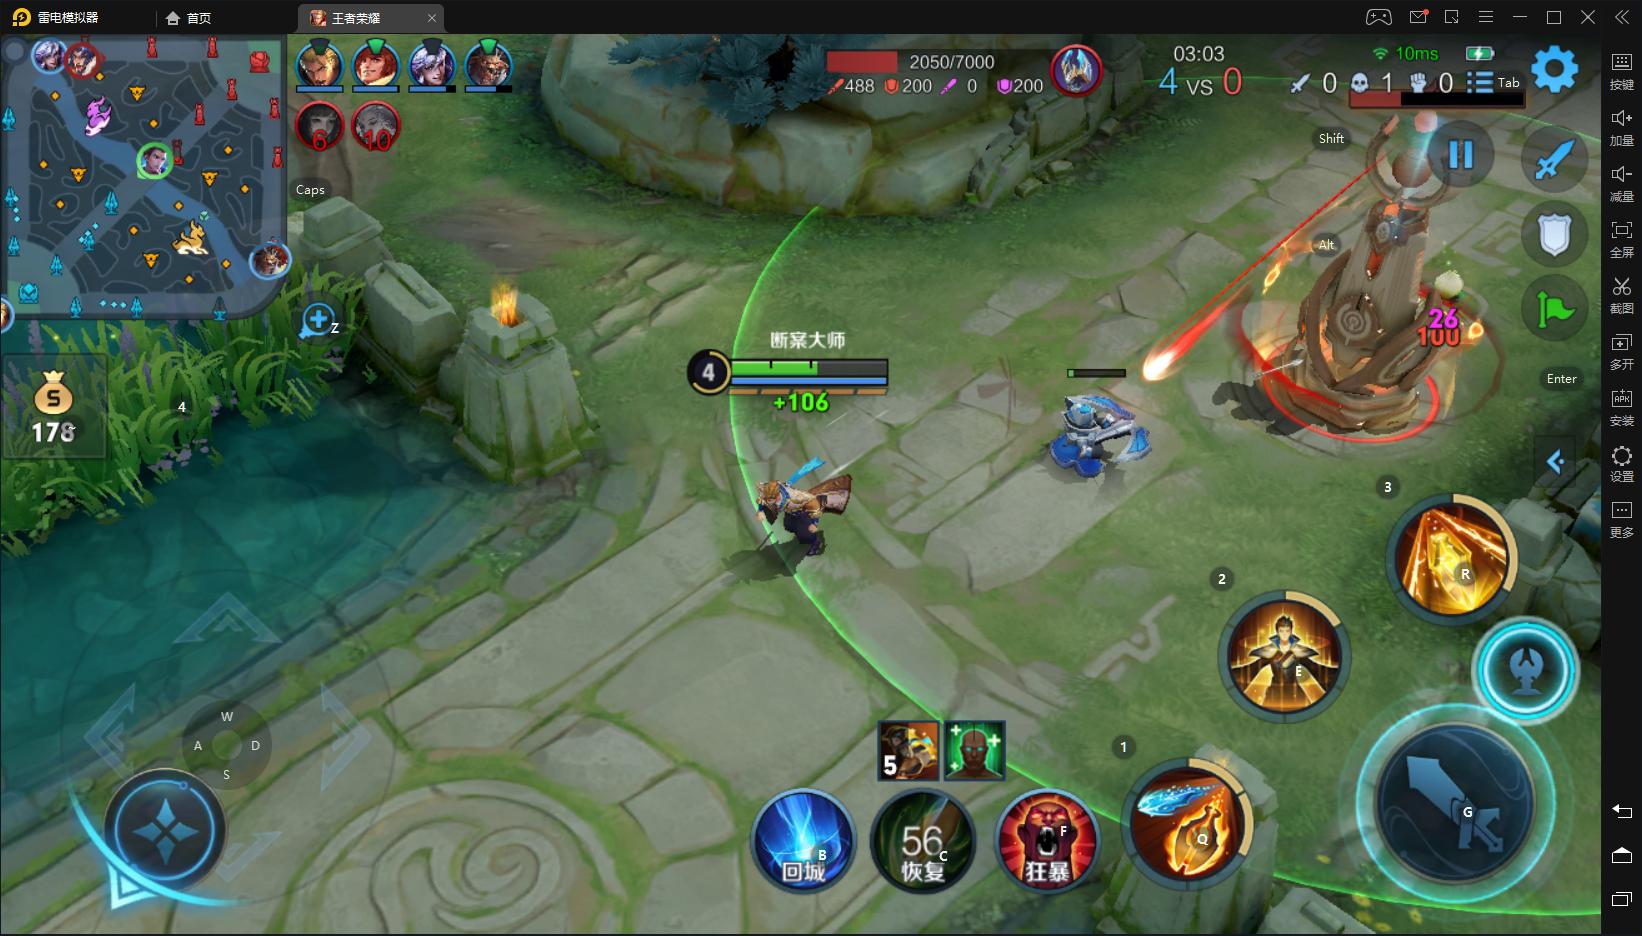 雷电模拟器
首页
王者荣耀
6
10
Caps
2050/7000
488 200 0 200
03:03
4 VS 0
10ms
0 1 0 Tab
Shift
Alt
Enter
按键
加量
减量
全屏
截图
多开
安装
APK
设置
更多
Z
S
178
4
断案大师
4
+106
26
100
W
A D
S
5
回城 B
56
恢复 C
狂暴 F
1
Q
2
E
3
R
G